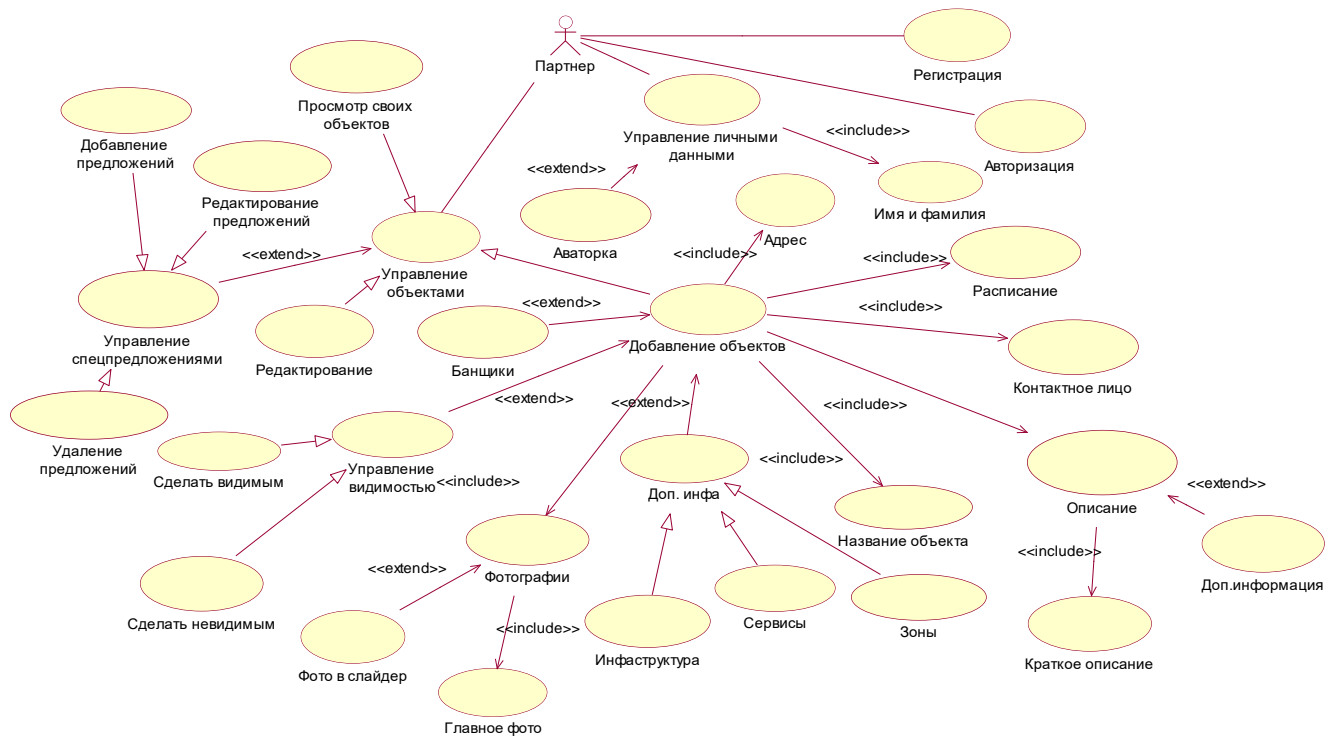 Партнер
Регистрация
Просмотр своих
объектов
Управление личными
данными
<<include>>
Добавление
предложений
Авторизация
<<extend>>
Редактирование
предложений
Имя и фамилия
Адрес
<<extend>>
Аваторка
<<include>>
<<include>>
Управление
объектами
Расписание
<<extend>>
<<include>>
Управление
спецпредложениями
Редактирование
Банщики
Добавление объектов
Контактное лицо
<<extend>>
<<extend>>
<<include>>
Удаление
предложений
Сделать видимым
Управление
видимостью
<<include>>
<<include>>
Доп. инфа
Описание
<<extend>>
Название объекта
<<include>>
<<extend>>
Фотографии
Доп.информация
Сделать невидимым
<<include>>
Сервисы
Зоны
Инфаструктура
Краткое описание
Фото в слайдер
Главное фото